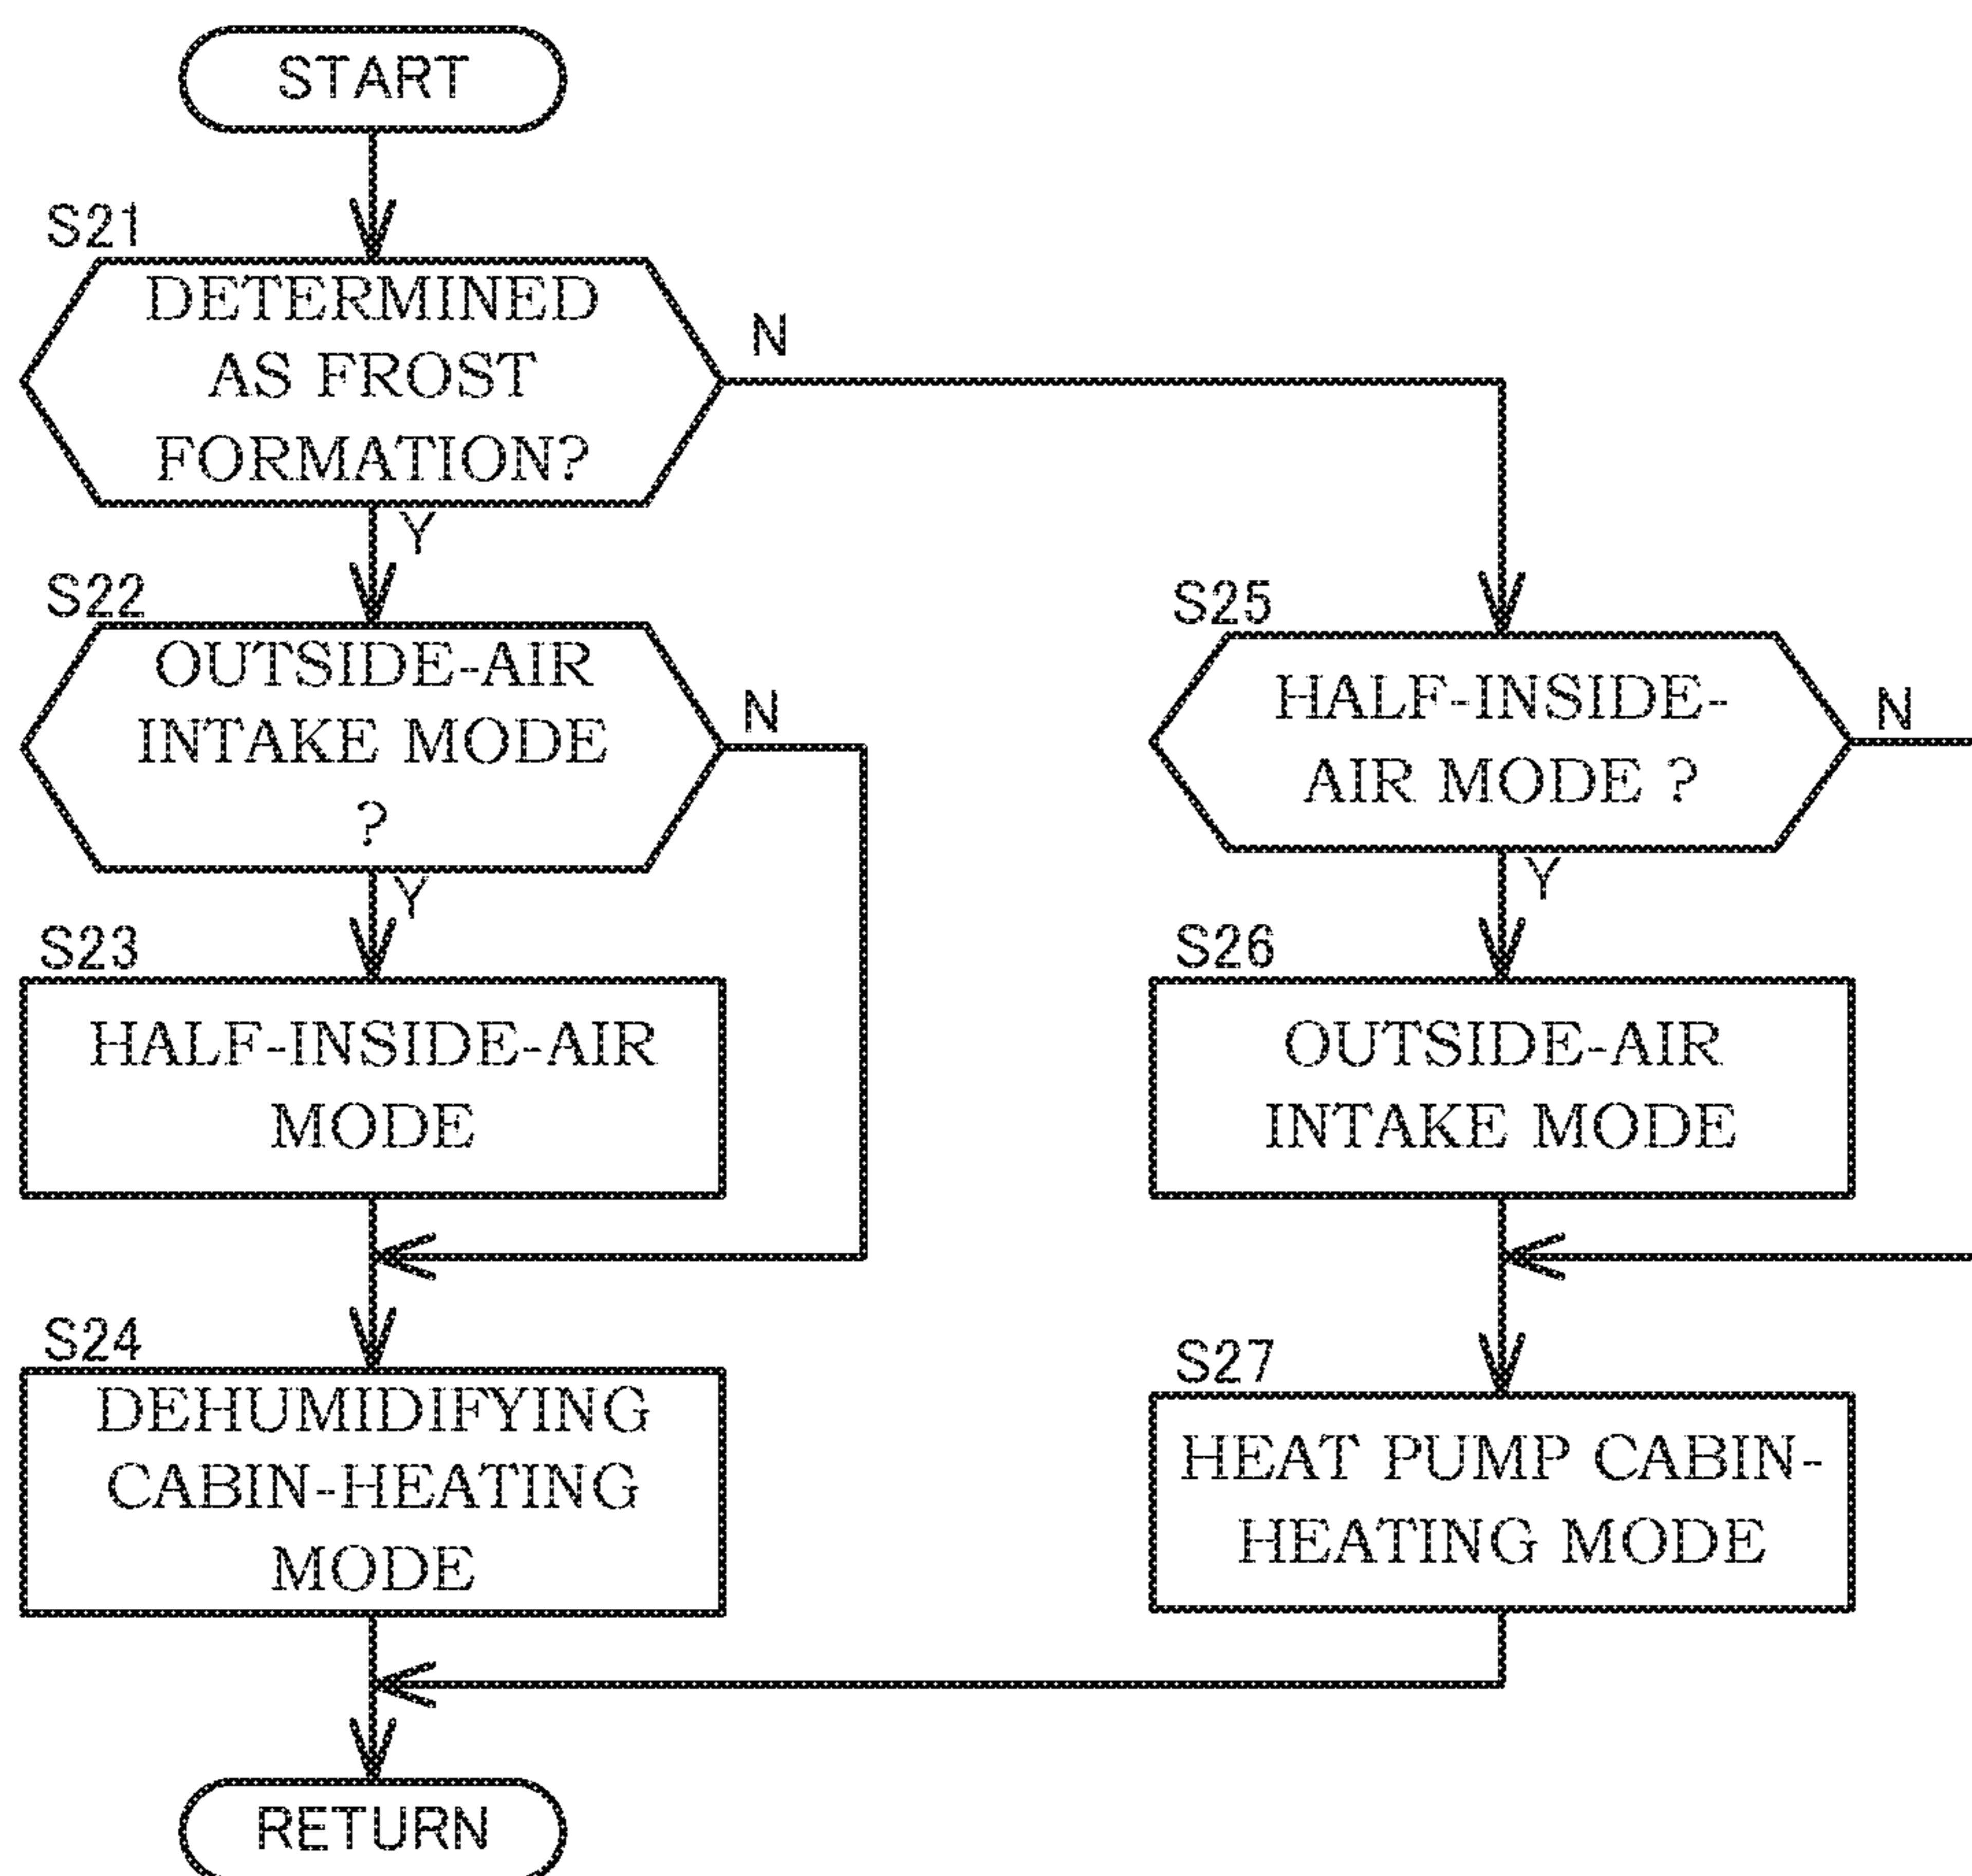 START
S21
DETERMINED
AS FROST
FORMATION?
N
Y
S22
OUTSIDE-AIR
INTAKE MODE
?
N
Y
S23
HALF-INSIDE-AIR
MODE
S24
DEHUMIDIFYING
CABIN-HEATING
MODE
S25
HALF-INSIDE-
AIR MODE ?
N
Y
S26
OUTSIDE-AIR
INTAKE MODE
S27
HEAT PUMP CABIN-
HEATING MODE
RETURN